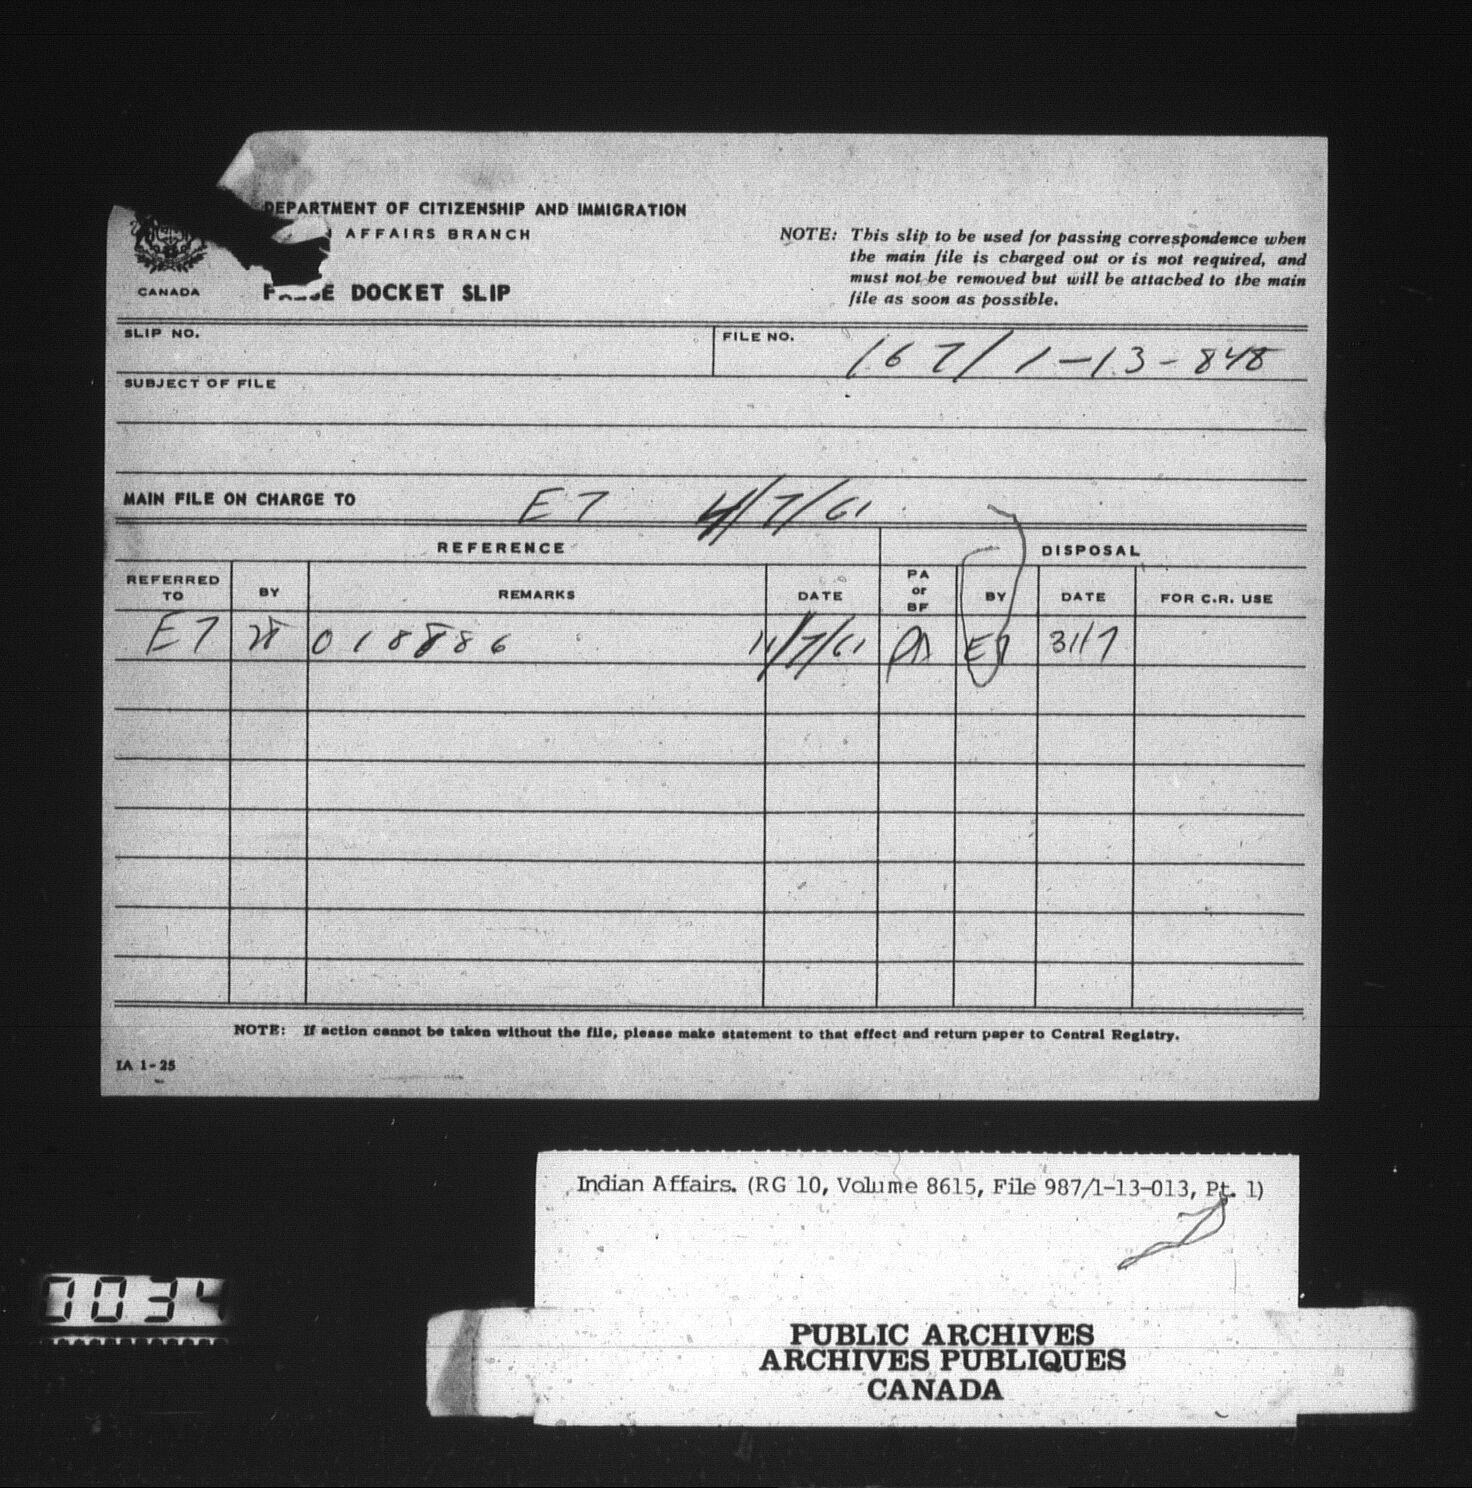 DEPARTMENT OF CITIZENSHIP AND IMMIGRATION
AFFAIRS BRANCH
CANADA
DOCKET SLIP
NOTE: This slip to be used for passing correspondence when
the main file is charged out or is not required, and
must not be removed but will be attached to the main
file as soon as possible.
SLIP NO.
FILE NO. 167/1-13-848
SUBJECT OF FILE
MAIN FILE ON CHARGE TO E7 4/7/61
REFERENCE DISPOSAL
REFERRED TO BY REMARKS DATE PA or BF BY DATE FOR C.R. USE
E7 28 018886 11/7/61 PA E7 31/7
NOTE: If action cannot be taken without the file, please make statement to that effect and return paper to Central Registry.
IA 1-25
Indian Affairs. (RG 10, Volume 8615, File 987/1-13-013, Pt. 1)
0034
PUBLIC ARCHIVES
ARCHIVES PUBLIQUES
CANADA